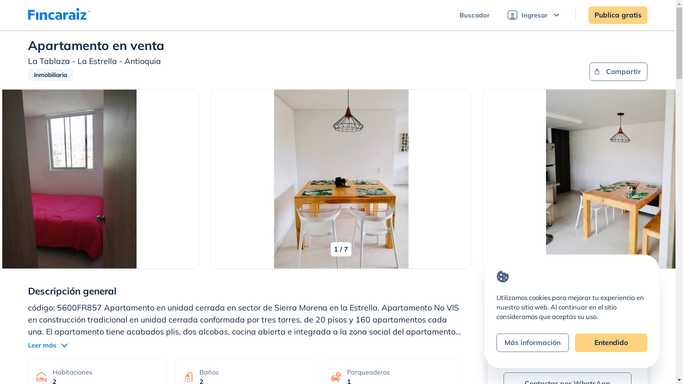 Fincaraiz
Buscador
Ingresar
Publica gratis
Apartamento en venta
La Tablaza - La Estrella - Antioquia
Inmobiliaria
Compartir
1 / 7
Descripción general
código: 5600FR857 Apartamento en unidad cerrada en sector de Sierra Morena en la Estrella. Apartamento No VIS
en construcción tradicional en unidad cerrada conformada por tres torres, de 20 pisos y 160 apartamentos cada
una. El apartamento tiene acabados plis, dos alcobas, cocina abierta e integrada a la zona social del apartamento...
Leer más
Habitaciones
2
Baños
2
Parqueaderos
1
Utilizamos cookies para mejorar tu experiencia en
nuestro sitio web. Al continuar en el sitio
consideramos que aceptas su uso.
Más información
Entendido
Contactar por WhatsApp